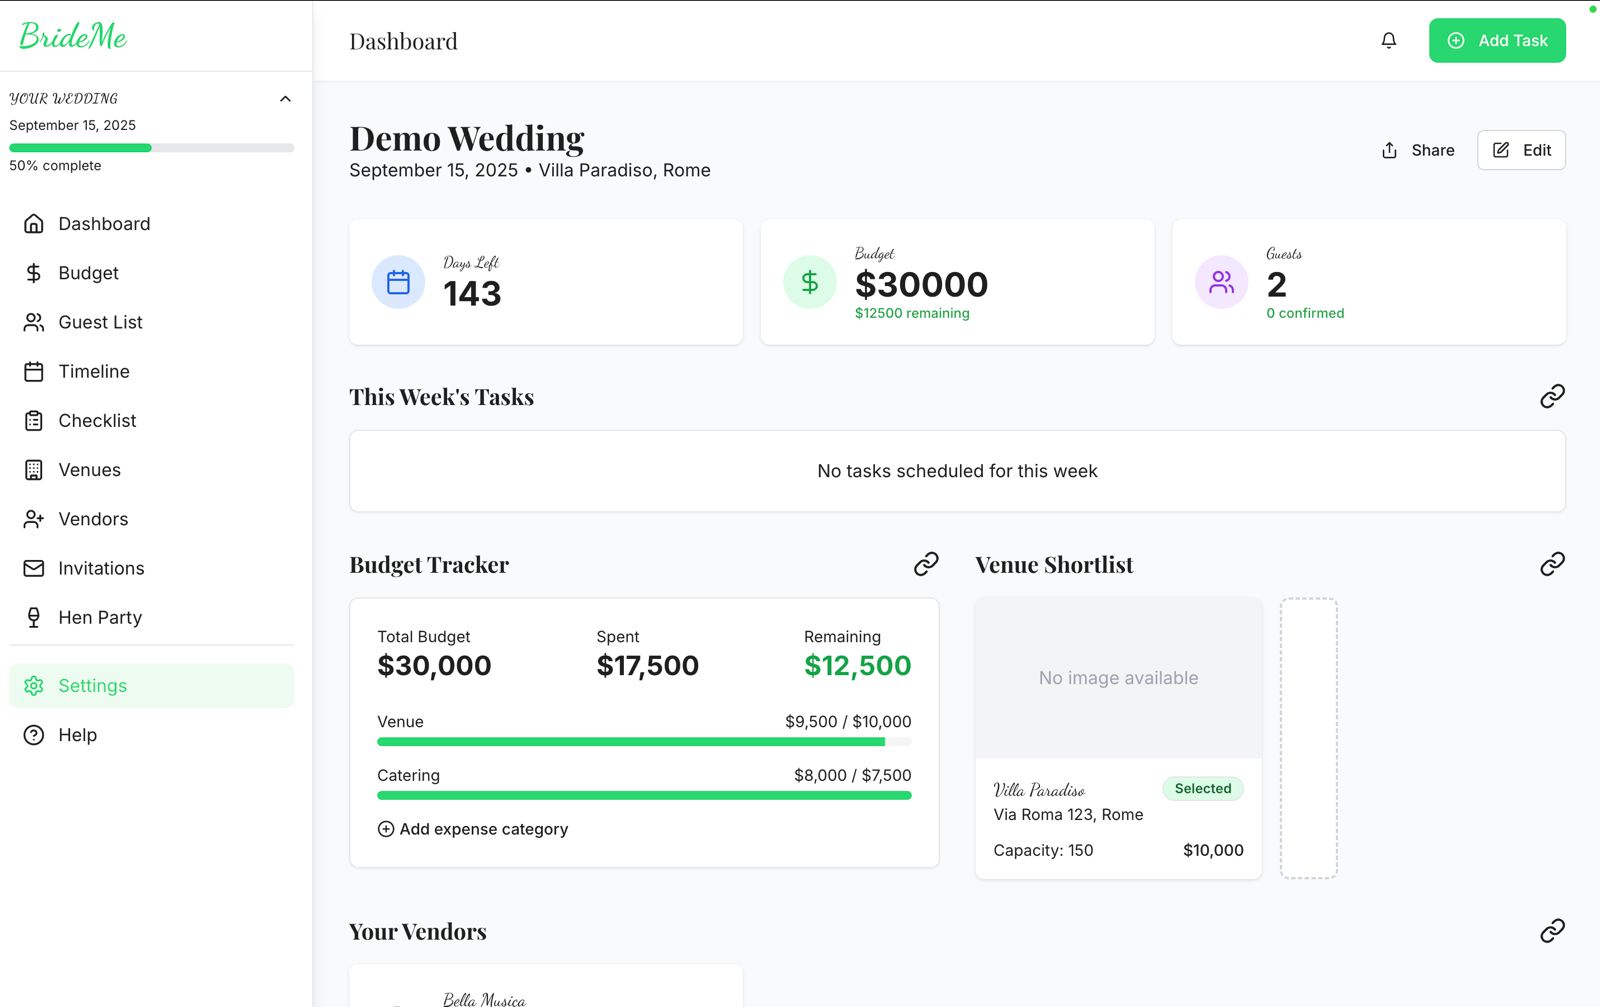 BrideMe
YOUR WEDDING
September 15, 2025
50% complete
Dashboard
Budget
Guest List
Timeline
Checklist
Venues
Vendors
Invitations
Hen Party
Settings
Help
Dashboard
Add Task
Demo Wedding
September 15, 2025 • Villa Paradiso, Rome
Share
Edit
Days Left
143
Budget
$30000
$12500 remaining
Guests
2
0 confirmed
This Week's Tasks
No tasks scheduled for this week
Budget Tracker
Total Budget
$30,000
Spent
$17,500
Remaining
$12,500
Venue
$9,500 / $10,000
Catering
$8,000 / $7,500
Add expense category
Venue Shortlist
No image available
Villa Paradiso
Selected
Via Roma 123, Rome
Capacity: 150
$10,000
Your Vendors
Bella Musica